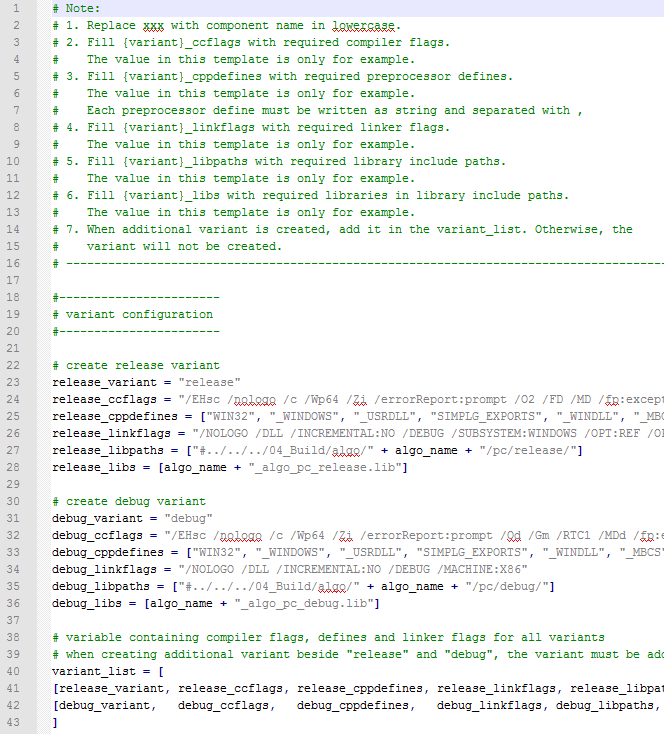 1 # Note:
2 # 1. Replace xxx with component name in lowercase.
3 # 2. Fill {variant}_ccflags with required compiler flags.
4 #    The value in this template is only for example.
5 # 3. Fill {variant}_cppdefines with required preprocessor defines.
6 #    The value in this template is only for example.
7 #    Each preprocessor define must be written as string and separated with ,
8 # 4. Fill {variant}_linkflags with required linker flags.
9 #    The value in this template is only for example.
10 # 5. Fill {variant}_libpaths with required library include paths.
11 #    The value in this template is only for example.
12 # 6. Fill {variant}_libs with required libraries in library include paths.
13 #    The value in this template is only for example.
14 # 7. When additional variant is created, add it in the variant_list. Otherwise, the
15 #    variant will not be created.
16 # -------------------------------------------------------------------------------------
17
18 #-----------------------
19 # variant configuration
20 #-----------------------
21
22 # create release variant
23 release_variant = "release"
24 release_ccflags = "/EHsc /nologo /c /Wp64 /Zi /errorReport:prompt /O2 /FD /MD /fp:except
25 release_cppdefines = ["WIN32", "_WINDOWS", "_USRDLL", "SIMPLG_EXPORTS", "_WINDLL", "_MBC
26 release_linkflags = "/NOLOGO /DLL /INCREMENTAL:NO /DEBUG /SUBSYSTEM:WINDOWS /OPT:REF /O
27 release_libpaths = ["#../../../04_Build/algo/" + algo_name + "/pc/release/"]
28 release_libs = [algo_name + "_algo_pc_release.lib"]
29
30 # create debug variant
31 debug_variant = "debug"
32 debug_ccflags = "/EHsc /nologo /c /Wp64 /Zi /errorReport:prompt /Od /Gm /RTC1 /MDd /fp:e
33 debug_cppdefines = ["WIN32", "_WINDOWS", "_USRDLL", "SIMPLG_EXPORTS", "_WINDLL", "_MBCS"
34 debug_linkflags = "/NOLOGO /DLL /INCREMENTAL:NO /DEBUG /MACHINE:X86"
35 debug_libpaths = ["#../../../04_Build/algo/" + algo_name + "/pc/debug/"]
36 debug_libs = [algo_name + "_algo_pc_debug.lib"]
37
38 # variable containing compiler flags, defines and linker flags for all variants
39 # when creating additional variant beside "release" and "debug", the variant must be add
40 variant_list = [
41 [release_variant, release_ccflags, release_cppdefines, release_linkflags, release_libpat
42 [debug_variant,   debug_ccflags,   debug_cppdefines,   debug_linkflags, debug_libpaths,
43 ]